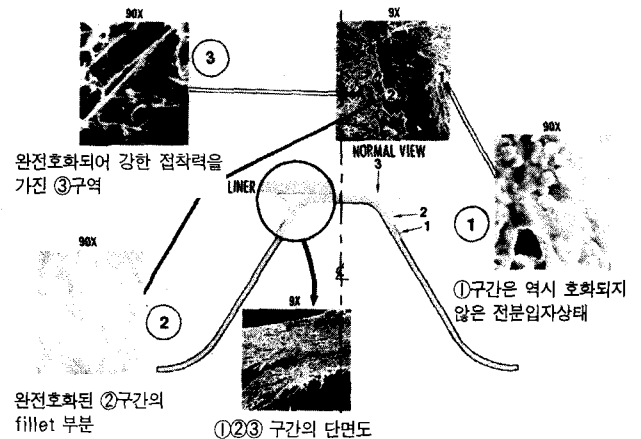 90X
③
완전호화되어 강한 접착력을
가진 ③구역
9X
②
NORMAL VIEW
3
2
1
LINER
90X
①
①구간은 역시 호화되지
않은 전분입자상태
90X
②
완전호화된 ②구간의
fillet 부분
9X
①②③ 구간의 단면도